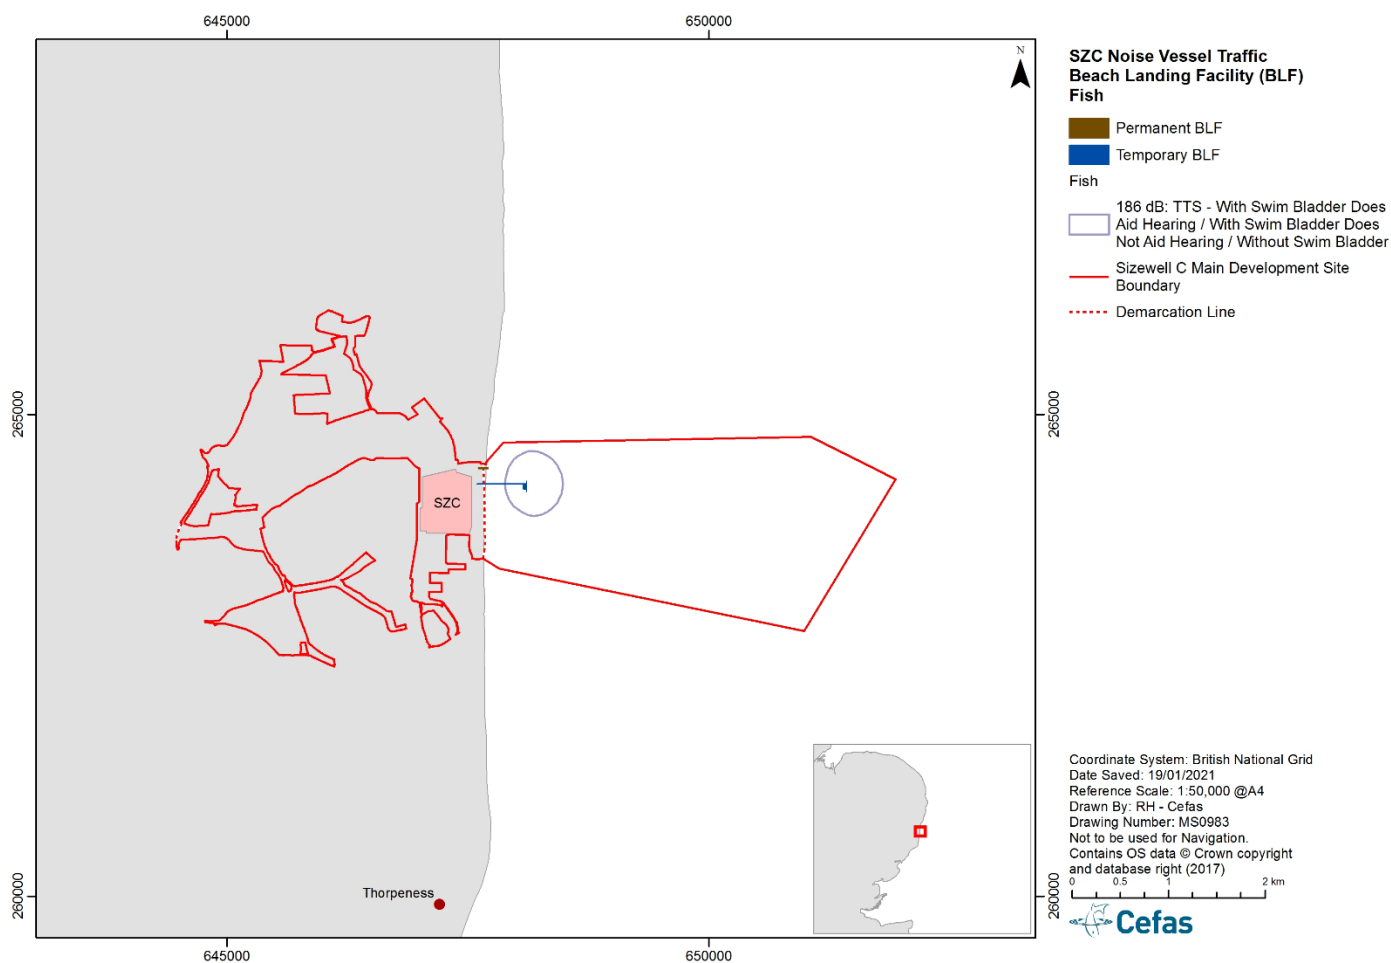 645000
650000
N
SZC Noise Vessel Traffic
Beach Landing Facility (BLF)
Fish
Permanent BLF
Temporary BLF
Fish
186 dB: TTS - With Swim Bladder Does
Aid Hearing / With Swim Bladder Does
Not Aid Hearing / Without Swim Bladder
Sizewell C Main Development Site
Boundary
Demarcation Line
265000
265000
SZC
Thorpeness
260000
260000
645000
650000
Coordinate System: British National Grid
Date Saved: 19/01/2021
Reference Scale: 1:50,000 @A4
Drawn By: RH - Cefas
Drawing Number: MS0983
Not to be used for Navigation.
Contains OS data © Crown copyright
and database right (2017)
0 0.5 1 2 km
Cefas